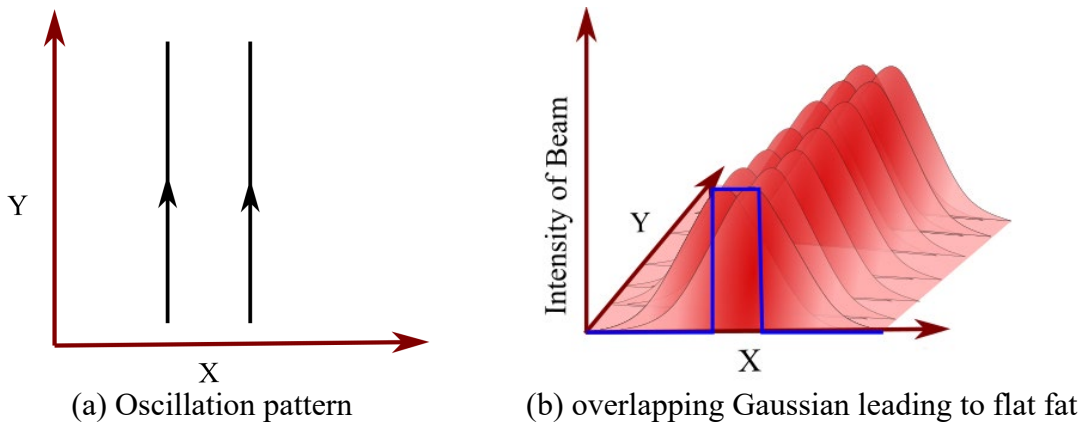 Y
X
(a) Oscillation pattern
Intensity of Beam
Y
X
(b) overlapping Gaussian leading to flat fat